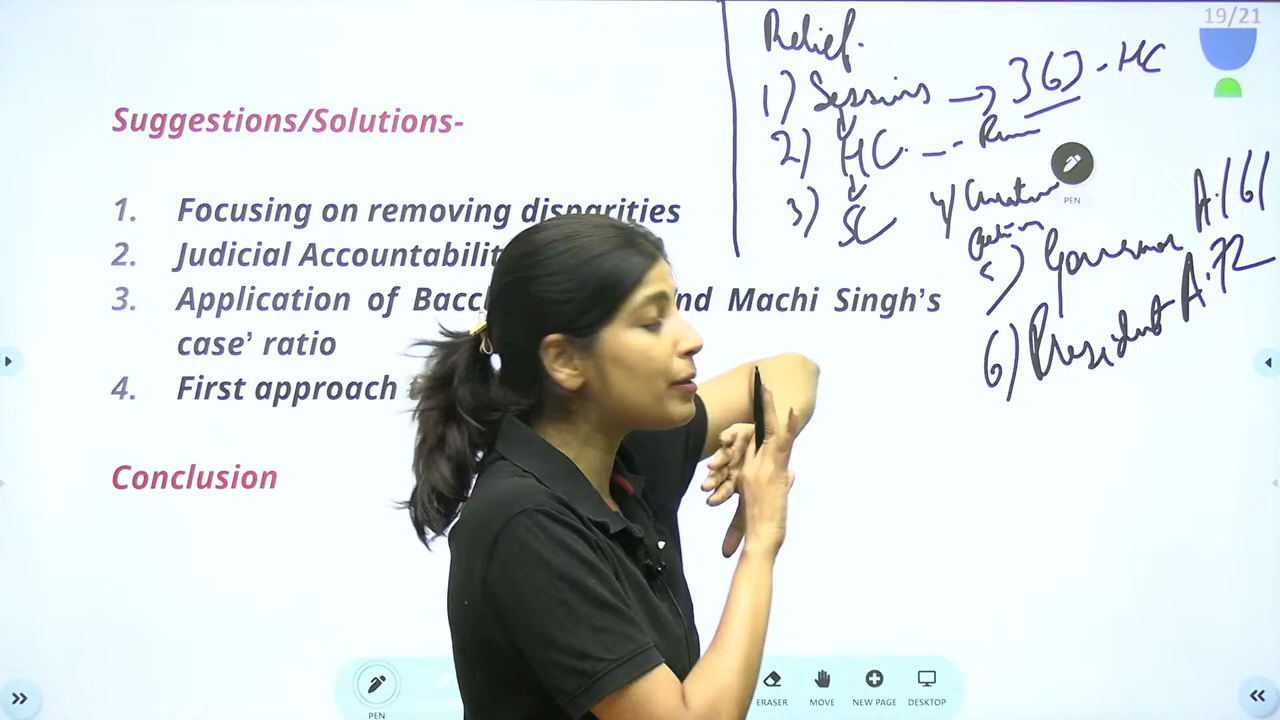 19/21
Suggestions/Solutions-
1. Focusing on removing disparities
2. Judicial Accountabilit
3. Application of Bacc nd Machi Singh's
case' ratio
4. First approach
Conclusion
Relief.
1) Sessions → 367 - HC
2) HC. --
3) SC
4)
5) Governor A.161
6) President A.72
PEN
PEN
ERASER
MOVE
NEW PAGE
DESKTOP